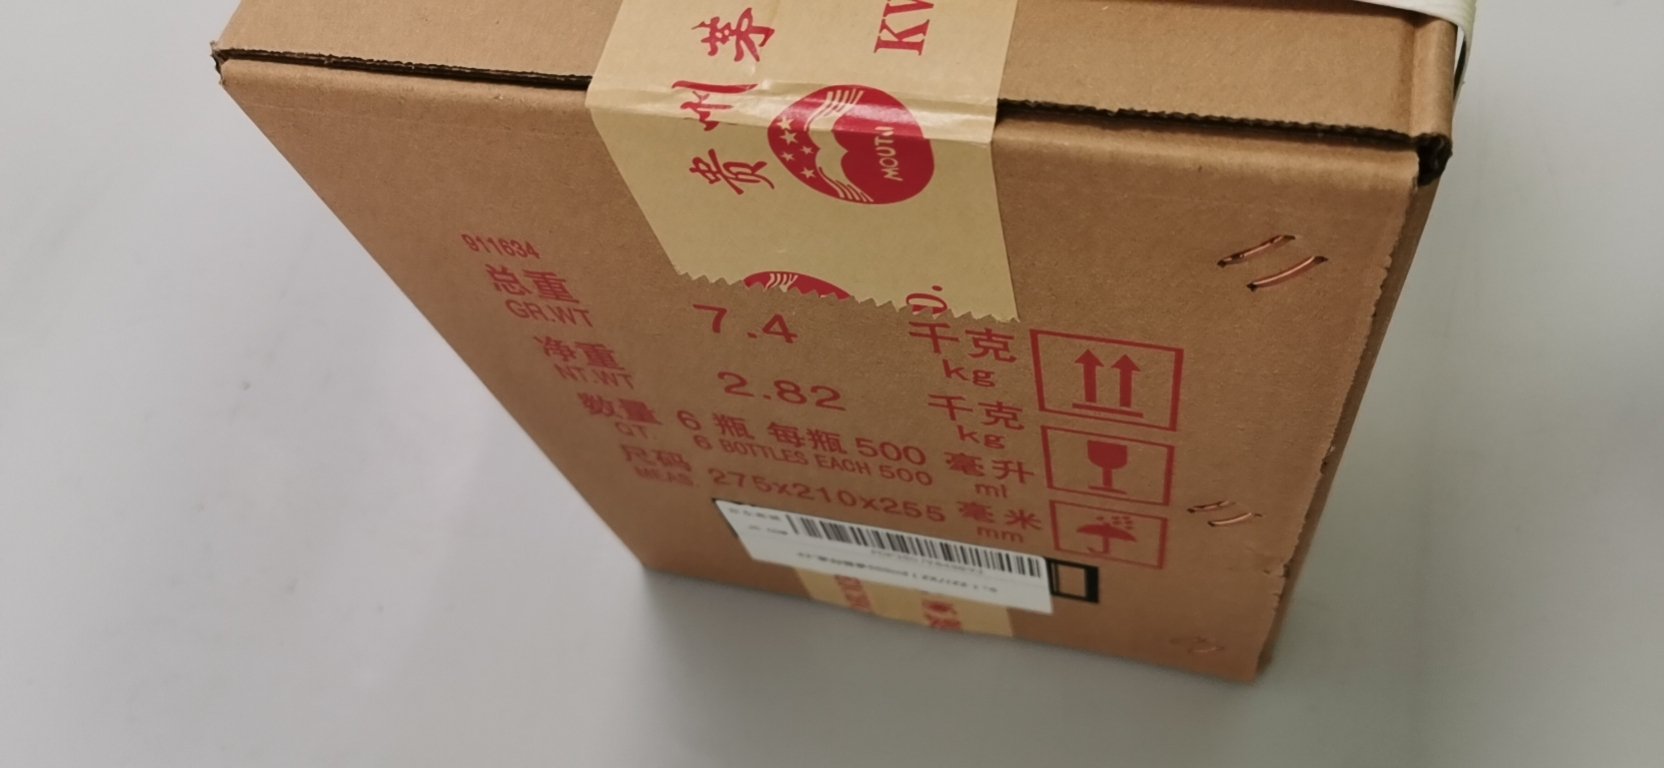 贵州茅
KW
MOUTAI
911634
总重 7.4 千克
GR.WT kg
净重 2.82 千克
NT.WT kg
数量 6 瓶 每瓶 500 毫升
QT. 6 BOTTLES EACH 500 ml
尺码 275x210x255 毫米
MEAS. mm